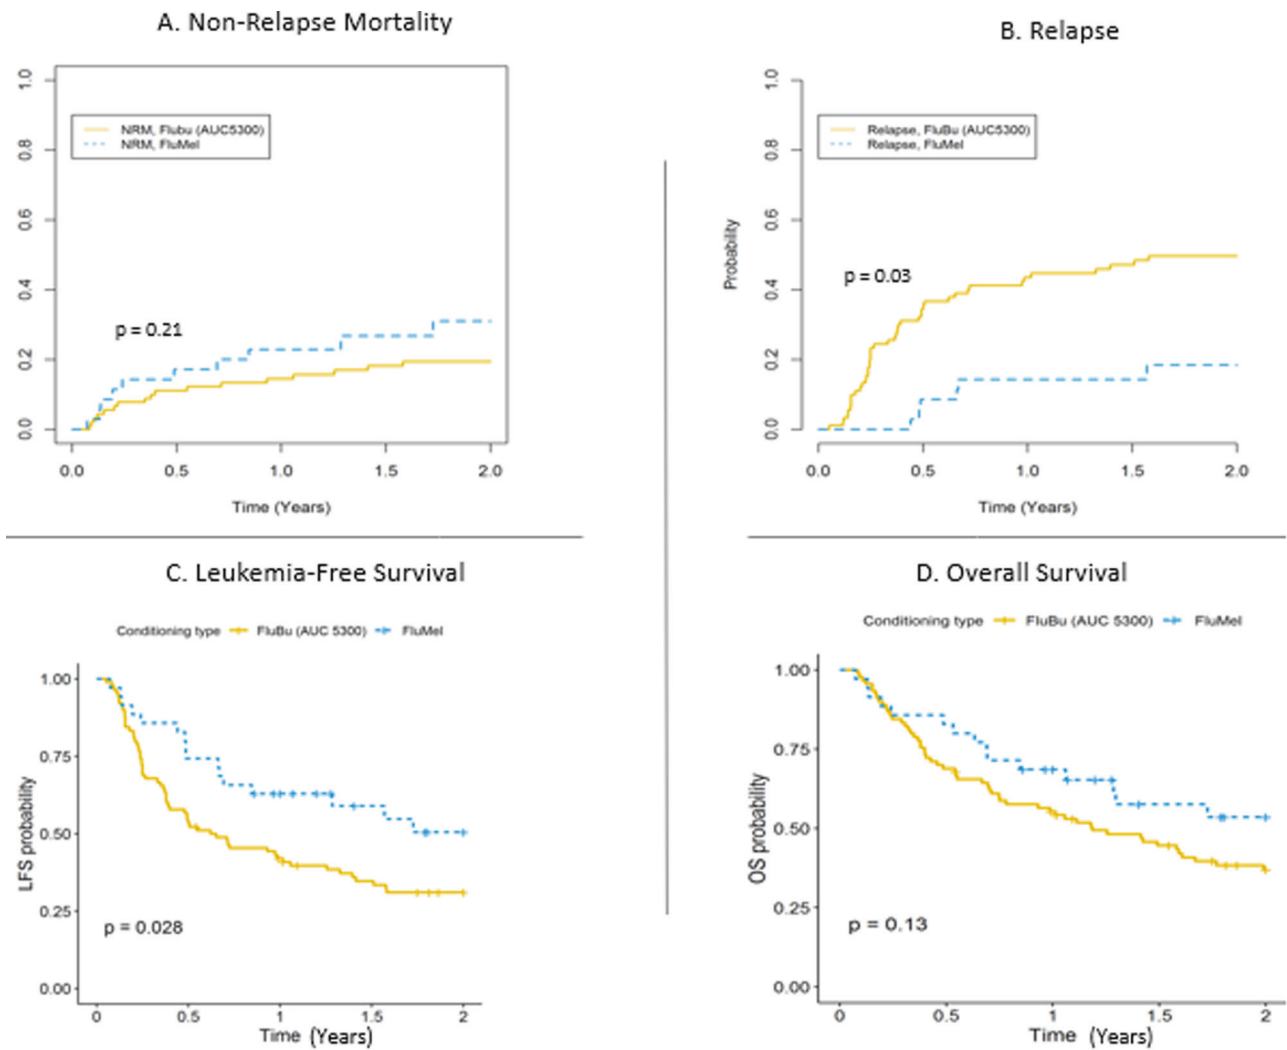 A. Non-Relapse Mortality
1.0
0.8
0.6
0.4
0.2
0.0
NRM, Flubu (AUC5300)
NRM, FluMel
p = 0.21
0.0 0.5 1.0 1.5 2.0
Time (Years)
B. Relapse
Probability
1.0
0.8
0.6
0.4
0.2
0.0
Relapse, FluBu (AUC5300)
Relapse, FluMel
p = 0.03
0.0 0.5 1.0 1.5 2.0
Time (Years)
C. Leukemia-Free Survival
Conditioning type FluBu (AUC 5300) FluMel
LFS probability
1.00
0.75
0.50
0.25
0.00
p = 0.028
0 0.5 1 1.5 2
Time (Years)
D. Overall Survival
Conditioning type FluBu (AUC 5300) FluMel
OS probability
1.00
0.75
0.50
0.25
0.00
p = 0.13
0 0.5 1 1.5 2
Time (Years)